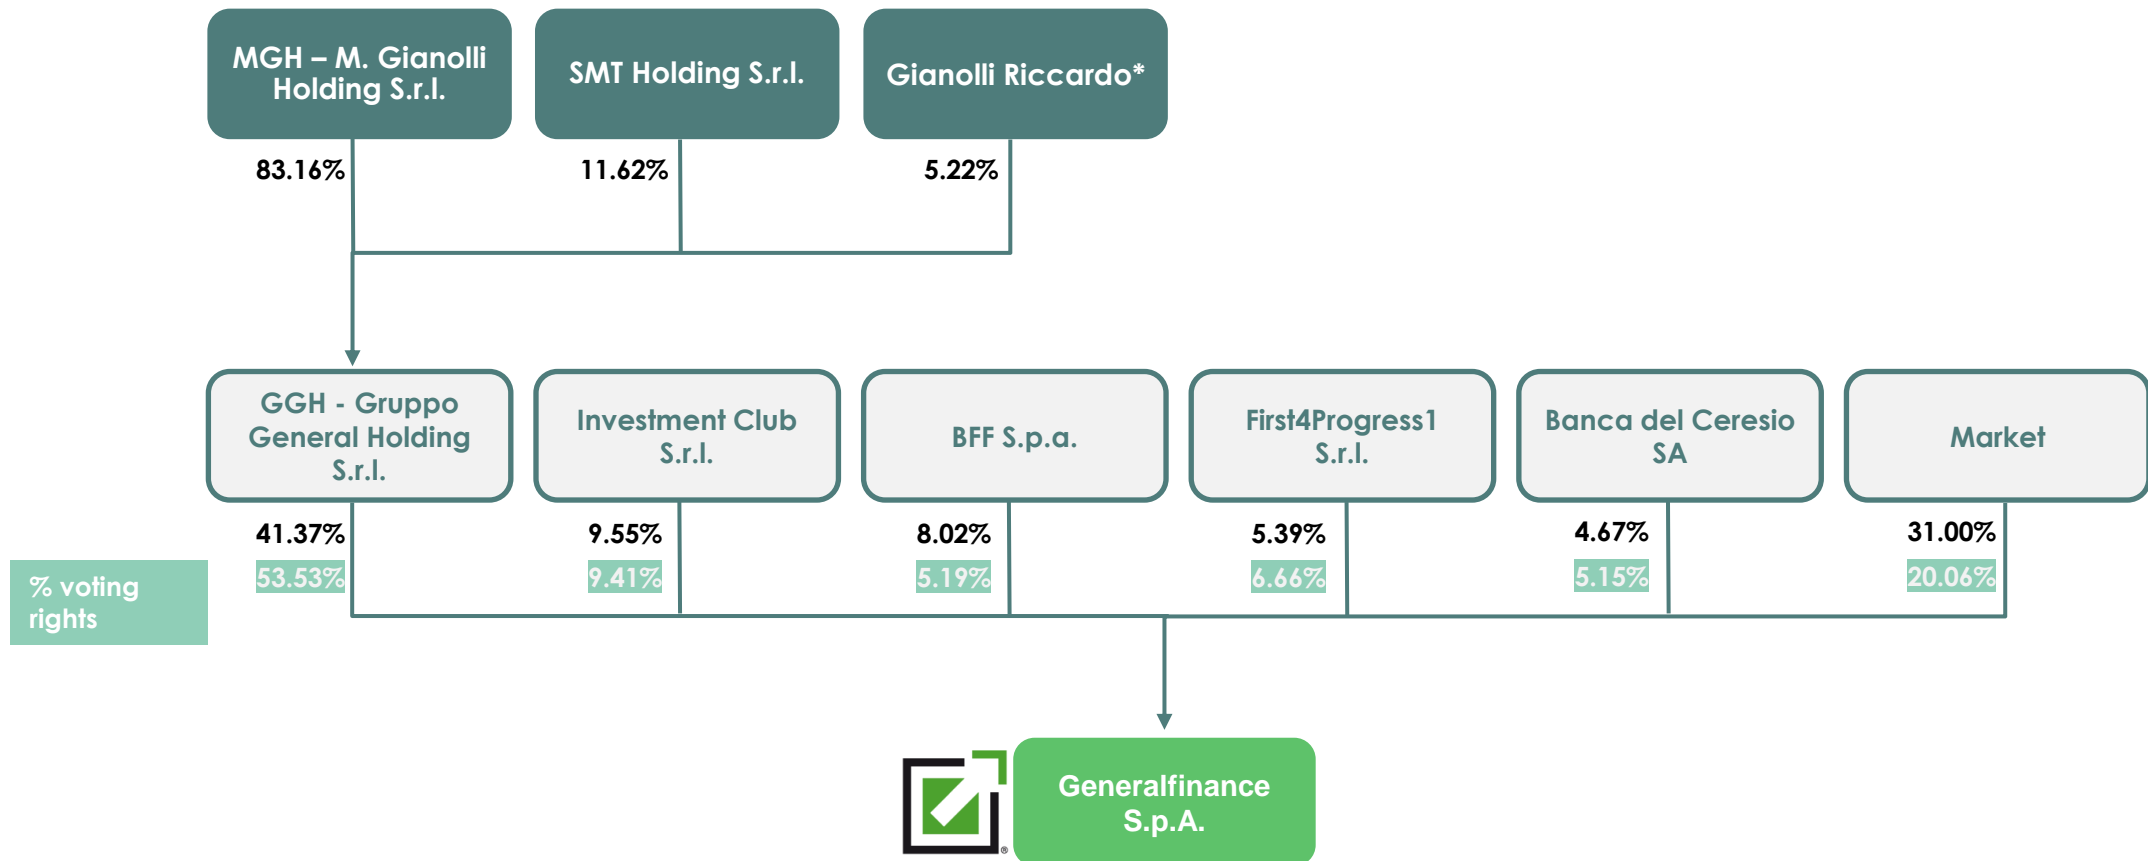 MGH – M. Gianolli
Holding S.r.l.
SMT Holding S.r.l.
Gianolli Riccardo*
83.16%
11.62%
5.22%
GGH - Gruppo
General Holding
S.r.l.
Investment Club
S.r.l.
BFF S.p.a.
First4Progress1
S.r.l.
Banca del Ceresio
SA
Market
41.37%
9.55%
8.02%
5.39%
4.67%
31.00%
% voting
rights
53.53%
9.41%
5.19%
6.66%
5.15%
20.06%
Generalfinance
S.p.A.
®